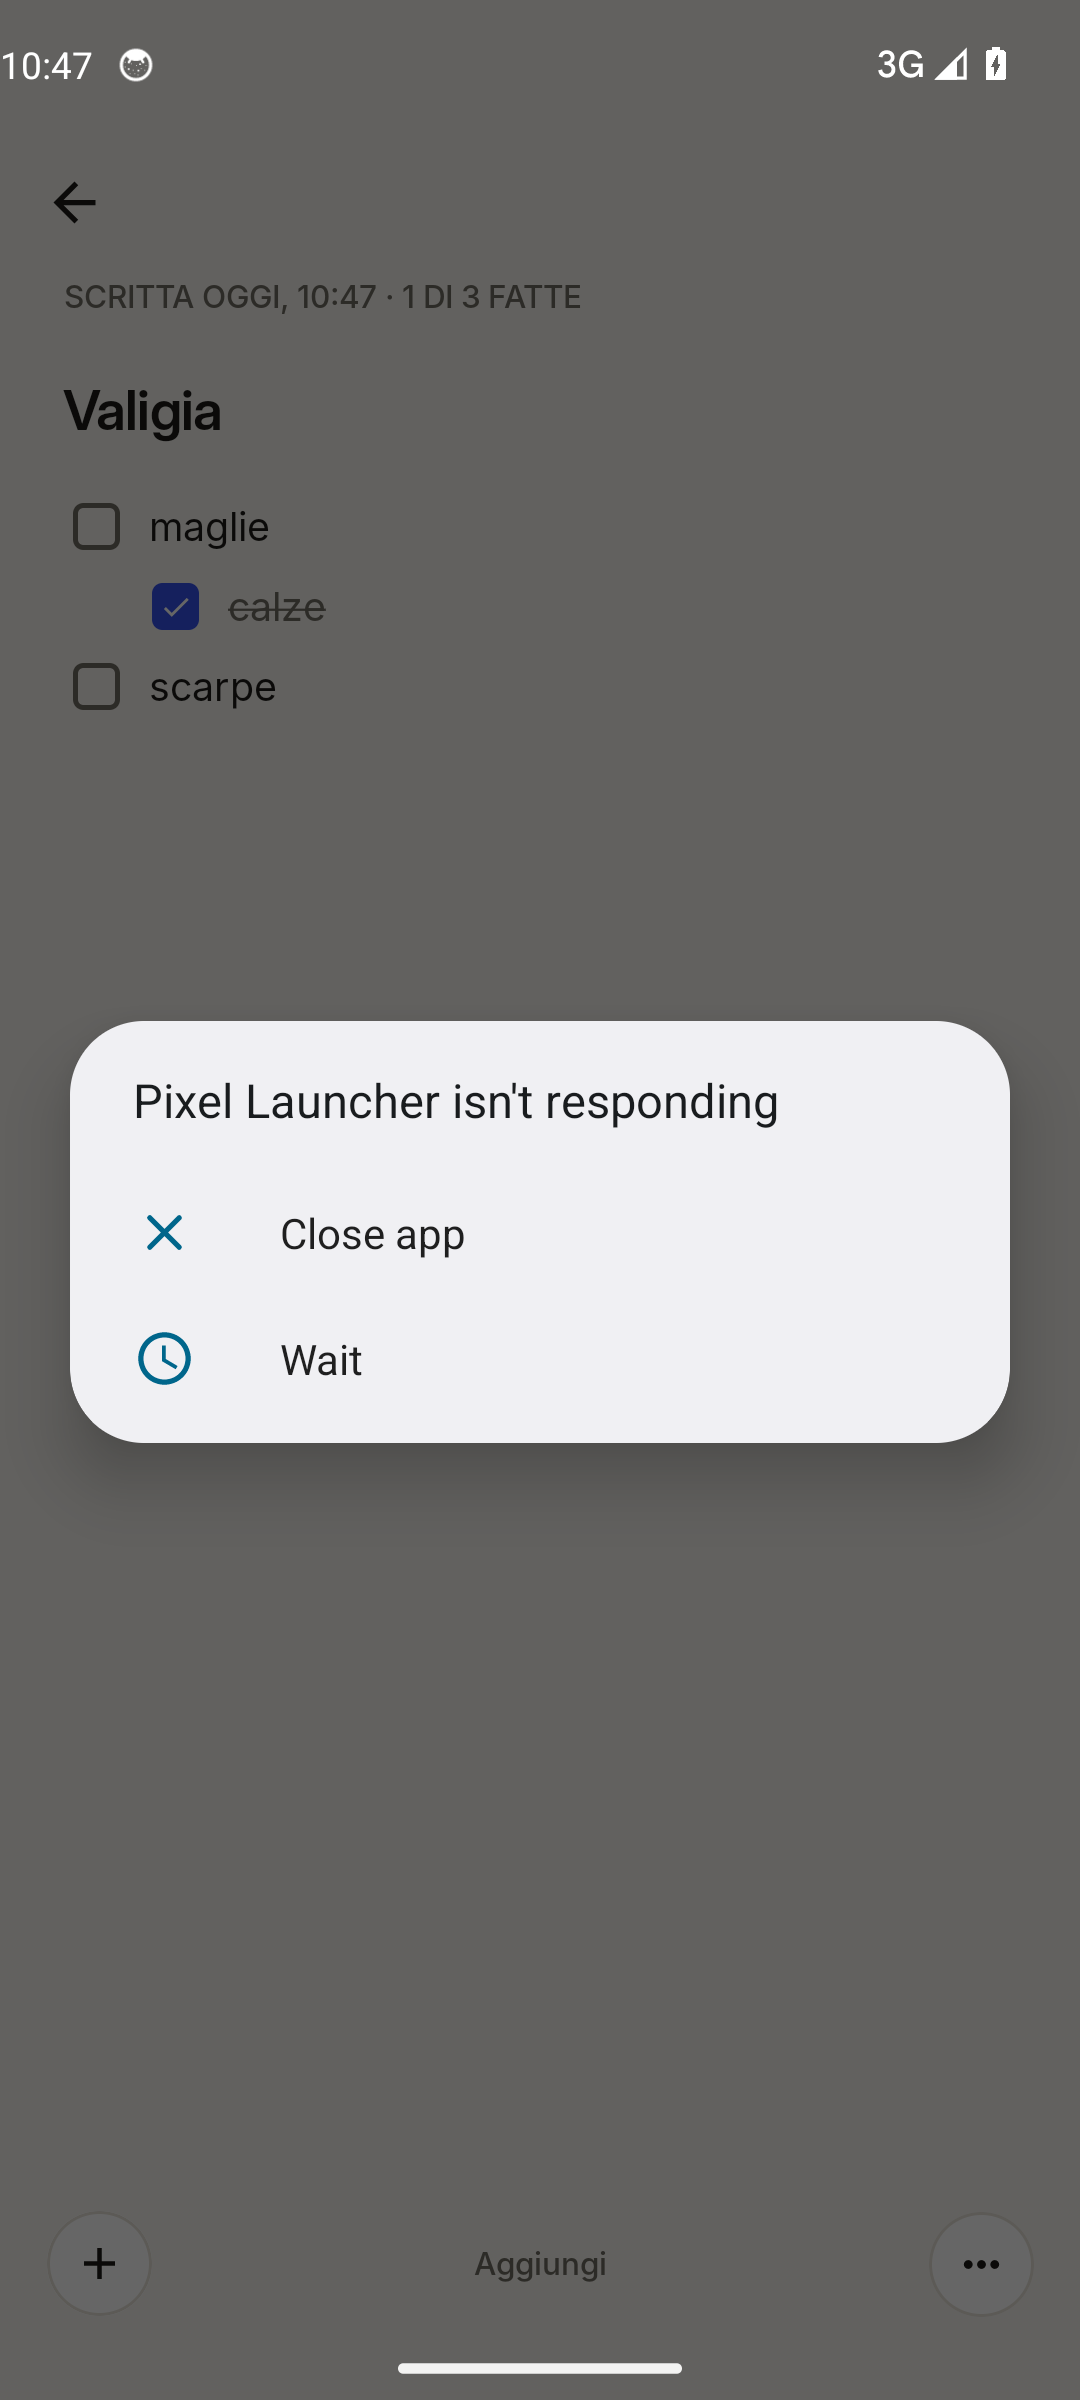 10:47
3G
SCRITTA OGGI, 10:47 · 1 DI 3 FATTE
Valigia
maglie
calze
scarpe
Pixel Launcher isn't responding
Close app
Wait
Aggiungi